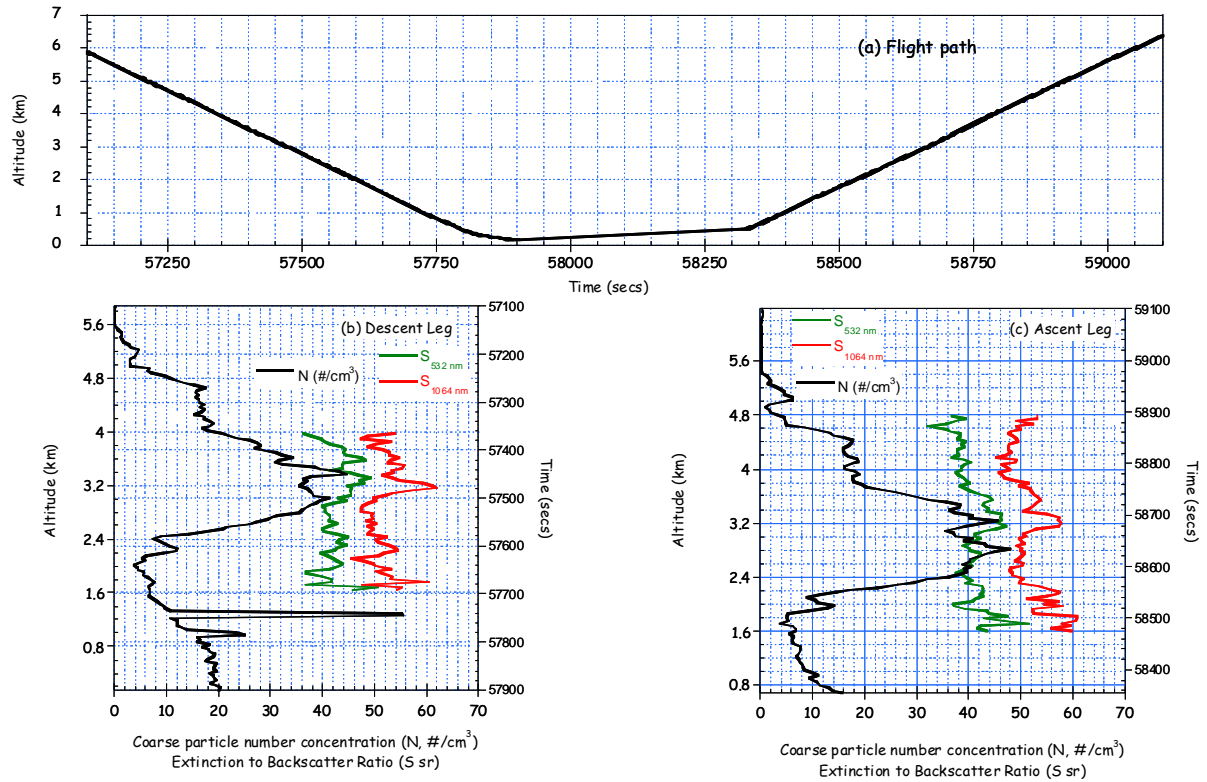 7
6
5
4
3
2
1
0
Altitude (km)
(a) Flight path
57250 57500 57750 58000 58250 58500 58750 59000
Time (secs)
(b) Descent Leg
S532 nm
S1064 nm
N (#/cm3)
5.6
4.8
4
3.2
2.4
1.6
0.8
Altitude (km)
57100
57200
57300
57400
57500
57600
57700
57800
57900
Time (secs)
0 10 20 30 40 50 60 70
Coarse particle number concentration (N, #/cm3)
Extinction to Backscatter Ratio (S sr)
(c) Ascent Leg
S532 nm
S1064 nm
N (#/cm3)
5.6
4.8
4
3.2
2.4
1.6
0.8
Altitude (km)
59100
59000
58900
58800
58700
58600
58500
58400
Time (secs)
0 10 20 30 40 50 60 70
Coarse particle number concentration (N, #/cm3)
Extinction to Backscatter Ratio (S sr)